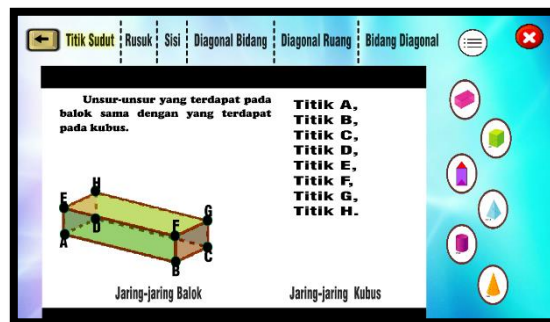 Titik Sudut Rusuk Sisi Diagonal Bidang Diagonal Ruang Bidang Diagonal
Unsur-unsur yang terdapat pada
balok sama dengan yang terdapat
pada kubus.
Titik A,
Titik B,
Titik C,
Titik D,
Titik E,
Titik F,
Titik G,
Titik H.
H
E
G
F
D
A
C
B
Jaring-jaring Balok
Jaring-jaring Kubus